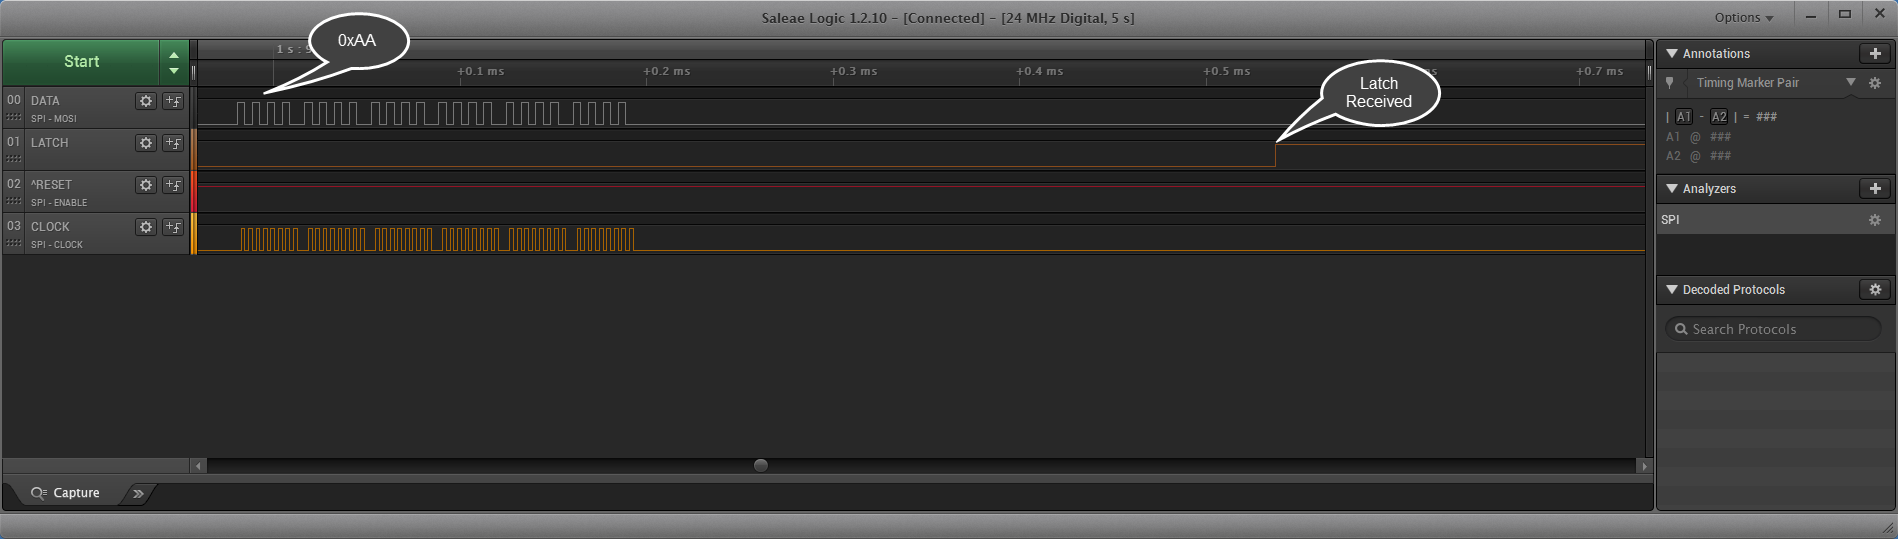 Saleae Logic 1.2.10 - [Connected] - [24 MHz Digital, 5 s]
Options
Start
1 s :
0xAA
+0.1 ms
+0.2 ms
+0.3 ms
+0.4 ms
+0.5 ms
+0.7 ms
Latch
Received
00 DATA
SPI - MOSI
01 LATCH
02 ^RESET
SPI - ENABLE
03 CLOCK
SPI - CLOCK
Annotations
Timing Marker Pair
| A1 - A2 | = ###
A1 @ ###
A2 @ ###
Analyzers
SPI
Decoded Protocols
Search Protocols
Capture